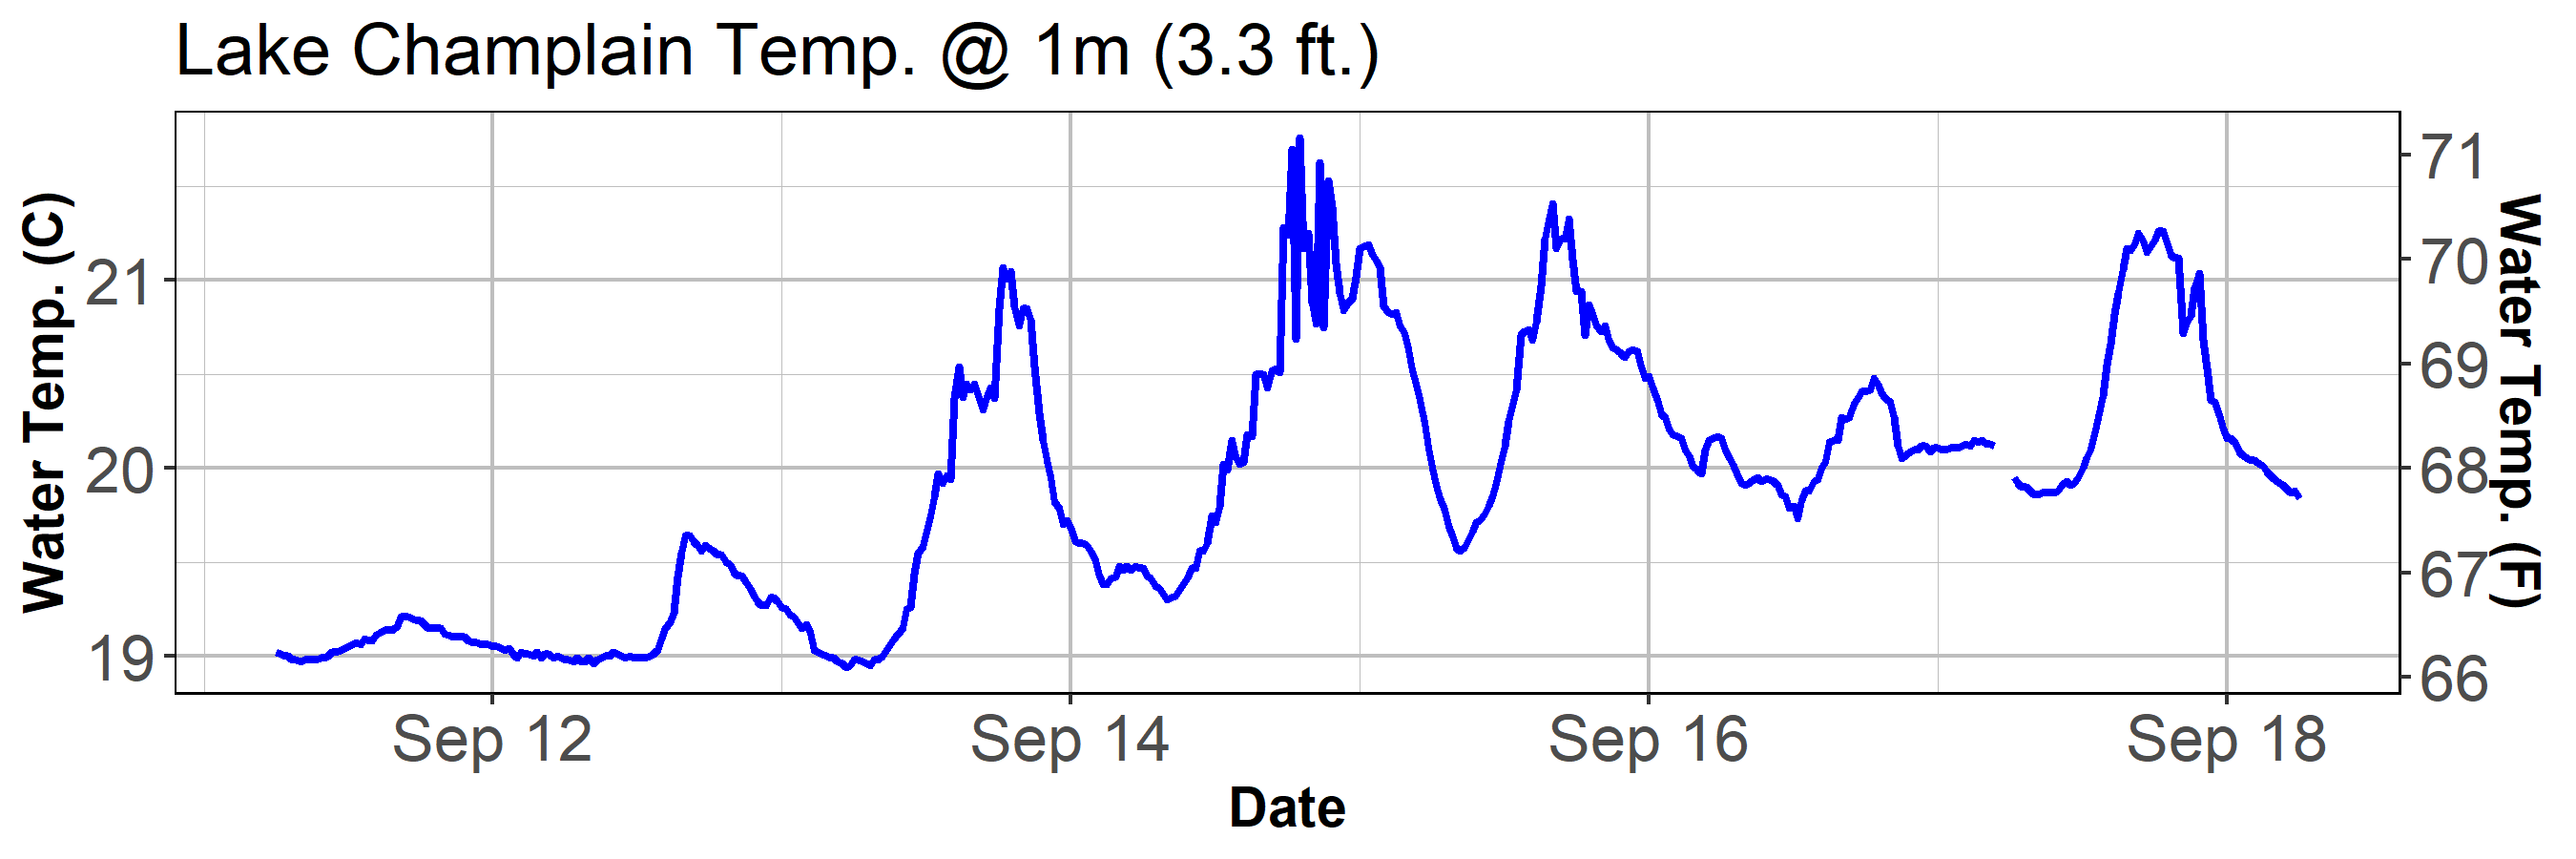 Lake Champlain Temp. @ 1m (3.3 ft.)
Water Temp. (C)
21
20
19
71
70
69
68
67
66
Water Temp. (F)
Sep 12
Sep 14
Sep 16
Sep 18
Date